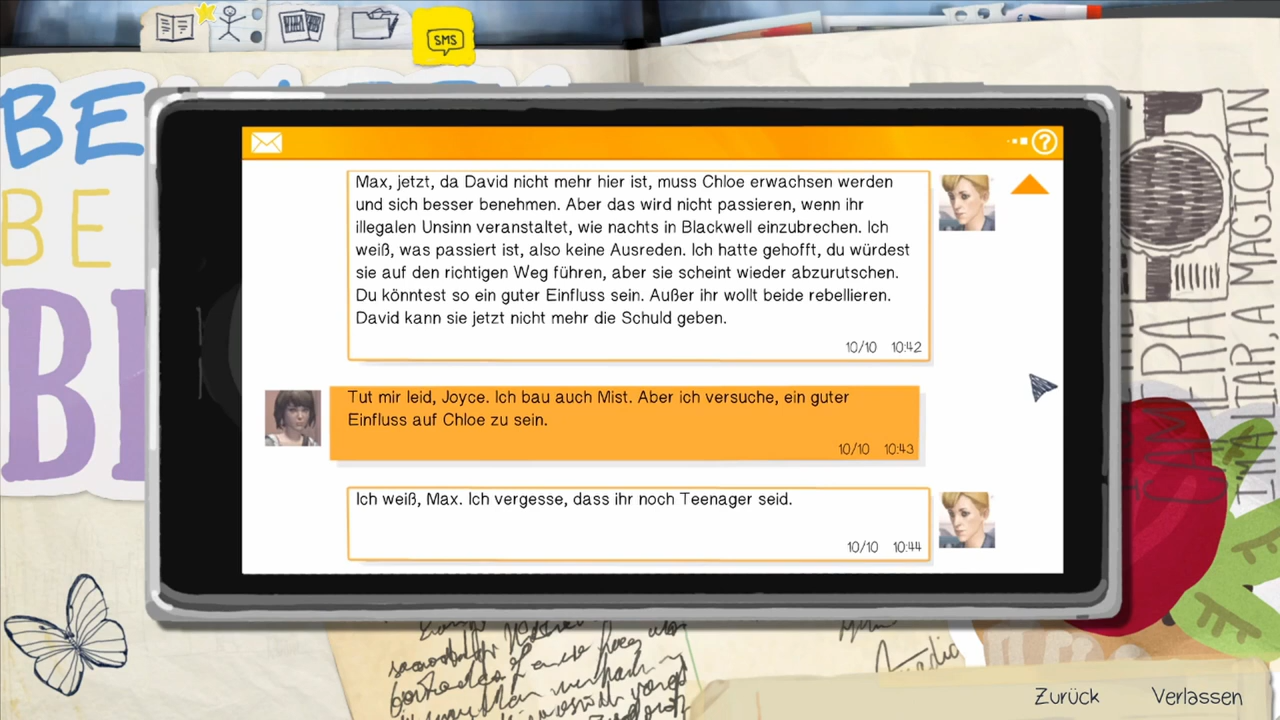 SMS
BE
BE
Max, jetzt, da David nicht mehr hier ist, muss Chloe erwachsen werden
und sich besser benehmen. Aber das wird nicht passieren, wenn ihr
illegalen Unsinn veranstaltet, wie nachts in Blackwell einzubrechen. Ich
weiß, was passiert ist, also keine Ausreden. Ich hatte gehofft, du würdest
sie auf den richtigen Weg führen, aber sie scheint wieder abzurutschen.
Du könntest so ein guter Einfluss sein. Außer ihr wollt beide rebellieren.
David kann sie jetzt nicht mehr die Schuld geben.
10/10 10:42
Tut mir leid, Joyce. Ich bau auch Mist. Aber ich versuche, ein guter
Einfluss auf Chloe zu sein.
10/10 10:43
Ich weiß, Max. Ich vergesse, dass ihr noch Teenager seid.
10/10 10:44
?
LIAR, A MAGICIAN
Zurück Verlassen